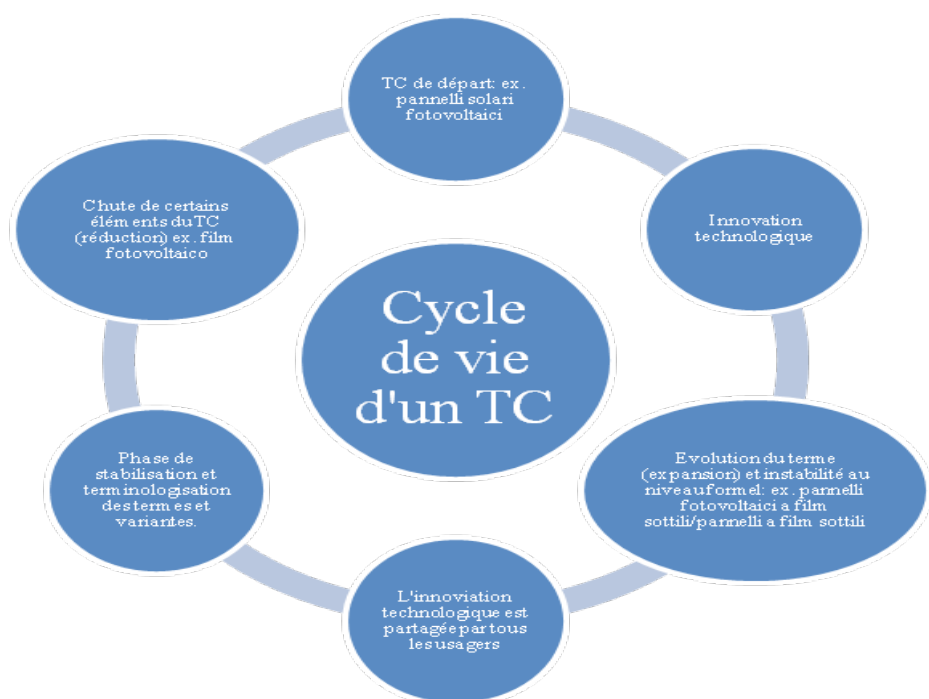 TC de départ: ex.
pannelli solari
fotovoltaici
Innovation
technologique
Evolution du terme
(expansion) et instabilité au
niveau formel: ex. pannelli
fotovoltaici a film
sottili/pannelli a film sottili
L'innoviation
technologique est
partagée par tous
les usagers
Phase de
stabilisation et
terminologisation
des termes et
variantes.
Chute de certains
éléments du TC
(réduction) ex. film
fotovoltaico
Cycle
de vie
d'un TC